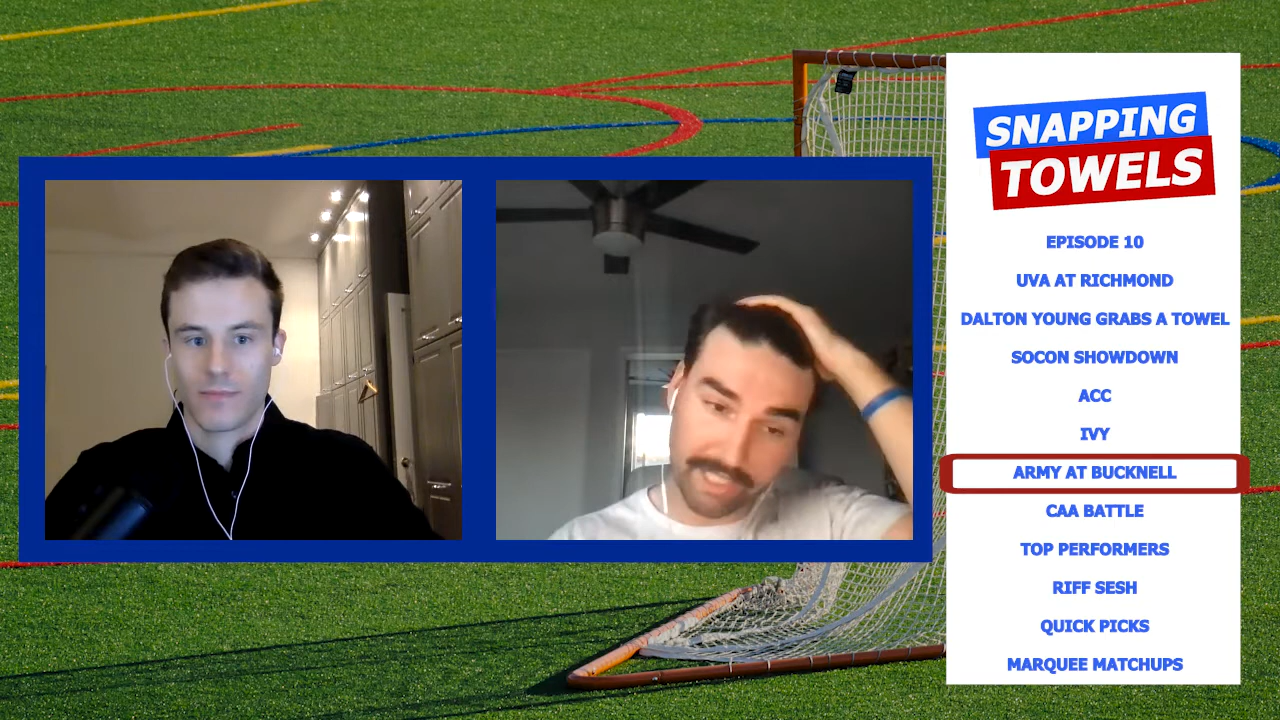 SNAPPING
TOWELS
EPISODE 10
UVA AT RICHMOND
DALTON YOUNG GRABS A TOWEL
SOCON SHOWDOWN
ACC
IVY
ARMY AT BUCKNELL
CAA BATTLE
TOP PERFORMERS
RIFF SESH
QUICK PICKS
MARQUEE MATCHUPS